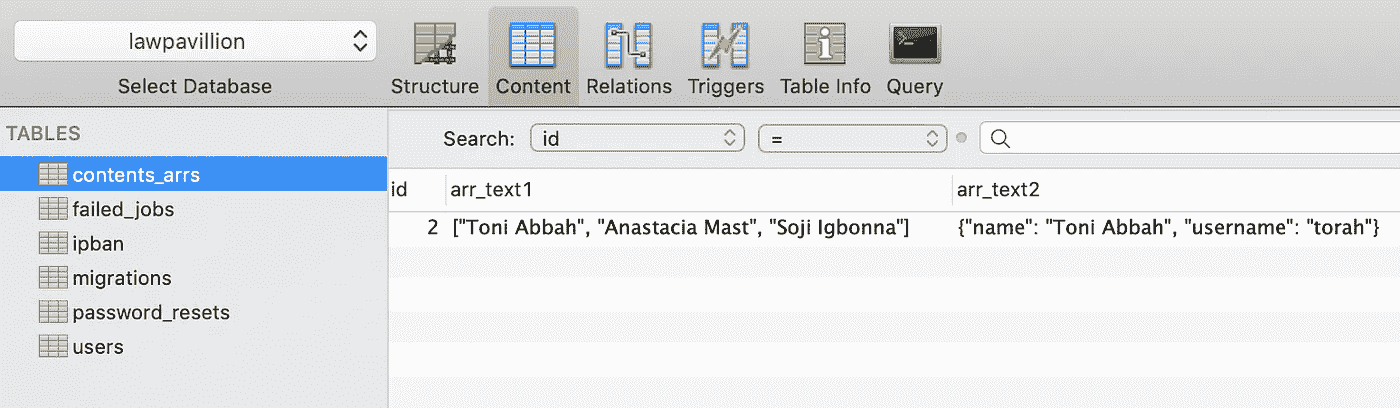 lawpavillion
Select Database
Structure Content Relations Triggers Table Info Query
TABLES
contents_arrs
failed_jobs
ipban
migrations
password_resets
users
Search: id =
id arr_text1 arr_text2
2 ["Toni Abbah", "Anastacia Mast", "Soji Igbonna"] {"name": "Toni Abbah", "username": "torah"}